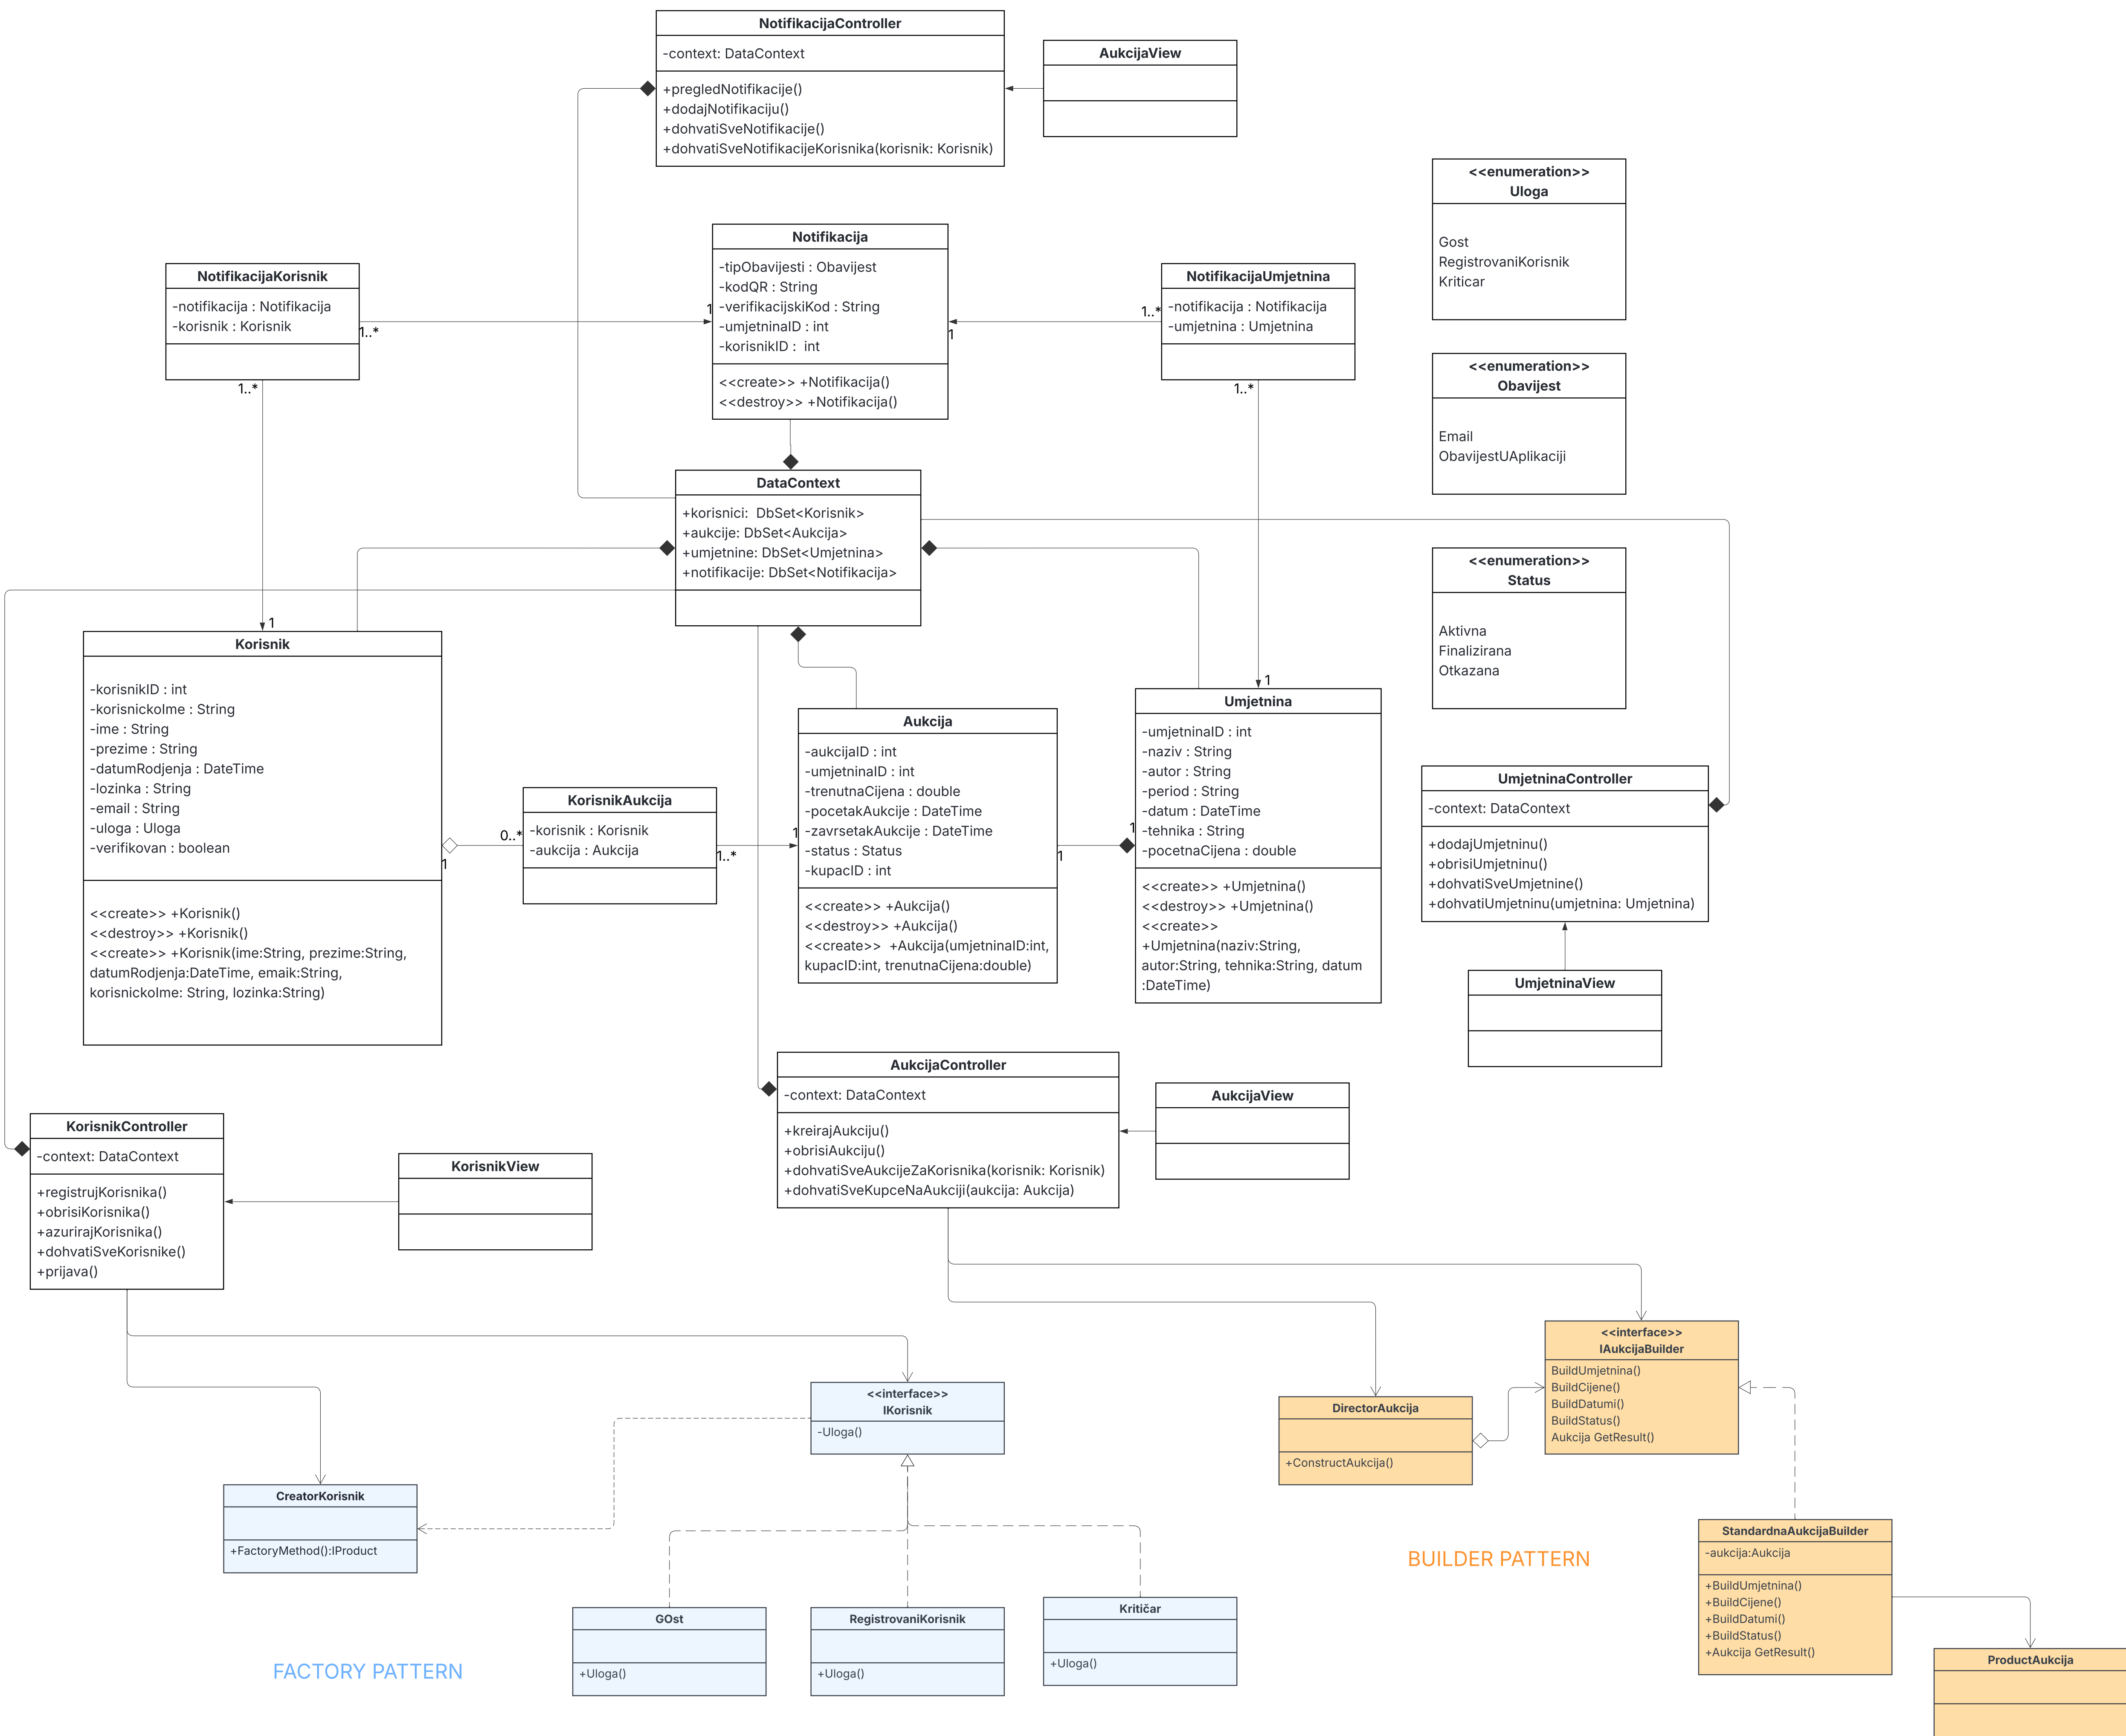 NotifikacijaController
-context: DataContext
+pregledNotifikacije()
+dodajNotifikaciju()
+dohvatiSveNotifikacije()
+dohvatiSveNotifikacijeKorisnika(korisnik: Korisnik)
AukcijaView
<<enumeration>>
Uloga
Gost
RegistrovaniKorisnik
Kriticar
NotifikacijaKorisnik
-notifikacija : Notifikacija
-korisnik : Korisnik
1..*
1..*
1
Notifikacija
-tipObavijesti : Obavijest
-kodQR : String
-verifikacijskiKod : String
-umjetninaID : int
-korisnikID :  int
<<create>> +Notifikacija()
<<destroy>> +Notifikacija()
1
1
NotifikacijaUmjetnina
-notifikacija : Notifikacija
-umjetnina : Umjetnina
1..*
1..*
1
<<enumeration>>
Obavijest
Email
ObavijestUAplikaciji
DataContext
+korisnici:  DbSet<Korisnik>
+aukcije: DbSet<Aukcija>
+umjetnine: DbSet<Umjetnina>
+notifikacije: DbSet<Notifikacija>
<<enumeration>>
Status
Aktivna
Finalizirana
Otkazana
Korisnik
-korisnikID : int
-korisnickoIme : String
-ime : String
-prezime : String
-datumRodjenja : DateTime
-lozinka : String
-email : String
-uloga : Uloga
-verifikovan : boolean
<<create>> +Korisnik()
<<destroy>> +Korisnik()
<<create>> +Korisnik(ime:String, prezime:String,
datumRodjenja:DateTime, emaik:String,
korisnickoIme: String, lozinka:String)
1
0..*
KorisnikAukcija
-korisnik : Korisnik
-aukcija : Aukcija
1..*
1
Aukcija
-aukcijaID : int
-umjetninaID : int
-trenutnaCijena : double
-pocetakAukcije : DateTime
-zavrsetakAukcije : DateTime
-status : Status
-kupacID : int
<<create>> +Aukcija()
<<destroy>> +Aukcija()
<<create>>  +Aukcija(umjetninaID:int,
kupacID:int, trenutnaCijena:double)
1
1
Umjetnina
-umjetninaID : int
-naziv : String
-autor : String
-period : String
-datum : DateTime
-tehnika : String
-pocetnaCijena : double
<<create>> +Umjetnina()
<<destroy>> +Umjetnina()
<<create>>
+Umjetnina(naziv:String,
autor:String, tehnika:String, datum
:DateTime)
UmjetninaController
-context: DataContext
+dodajUmjetninu()
+obrisiUmjetninu()
+dohvatiSveUmjetnine()
+dohvatiUmjetninu(umjetnina: Umjetnina)
UmjetninaView
AukcijaController
-context: DataContext
+kreirajAukciju()
+obrisiAukciju()
+dohvatiSveAukcijeZaKorisnika(korisnik: Korisnik)
+dohvatiSveKupceNaAukciji(aukcija: Aukcija)
AukcijaView
KorisnikController
-context: DataContext
+registrujKorisnika()
+obrisiKorisnika()
+azurirajKorisnika()
+dohvatiSveKorisnike()
+prijava()
KorisnikView
<<interface>>
IAukcijaBuilder
BuildUmjetnina()
BuildCijene()
BuildDatumi()
BuildStatus()
Aukcija GetResult()
<<interface>>
IKorisnik
-Uloga()
DirectorAukcija
+ConstructAukcija()
CreatorKorisnik
+FactoryMethod():IProduct
StandardnaAukcijaBuilder
-aukcija:Aukcija
+BuildUmjetnina()
+BuildCijene()
+BuildDatumi()
+BuildStatus()
+Aukcija GetResult()
BUILDER PATTERN
GOst
+Uloga()
RegistrovaniKorisnik
+Uloga()
Kritičar
+Uloga()
FACTORY PATTERN
ProductAukcija